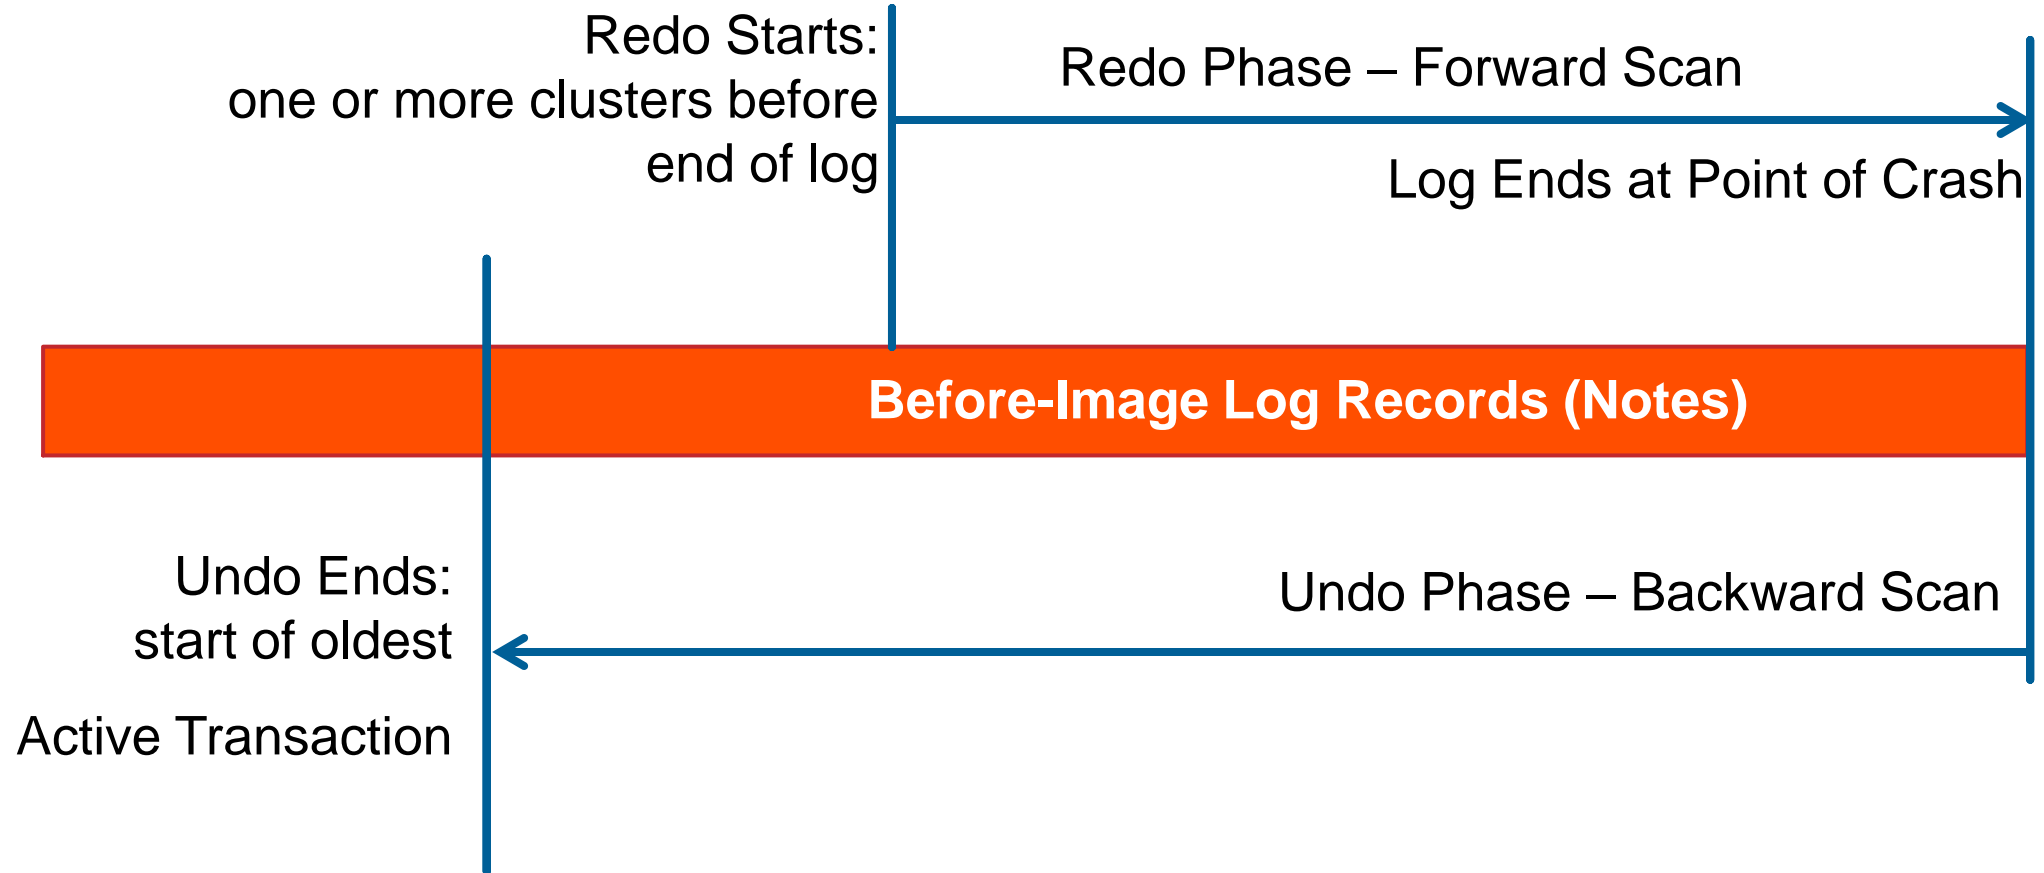 Redo Starts:
one or more clusters before
end of log
Redo Phase – Forward Scan
Log Ends at Point of Crash
Before-Image Log Records (Notes)
Undo Ends:
start of oldest
Active Transaction
Undo Phase – Backward Scan